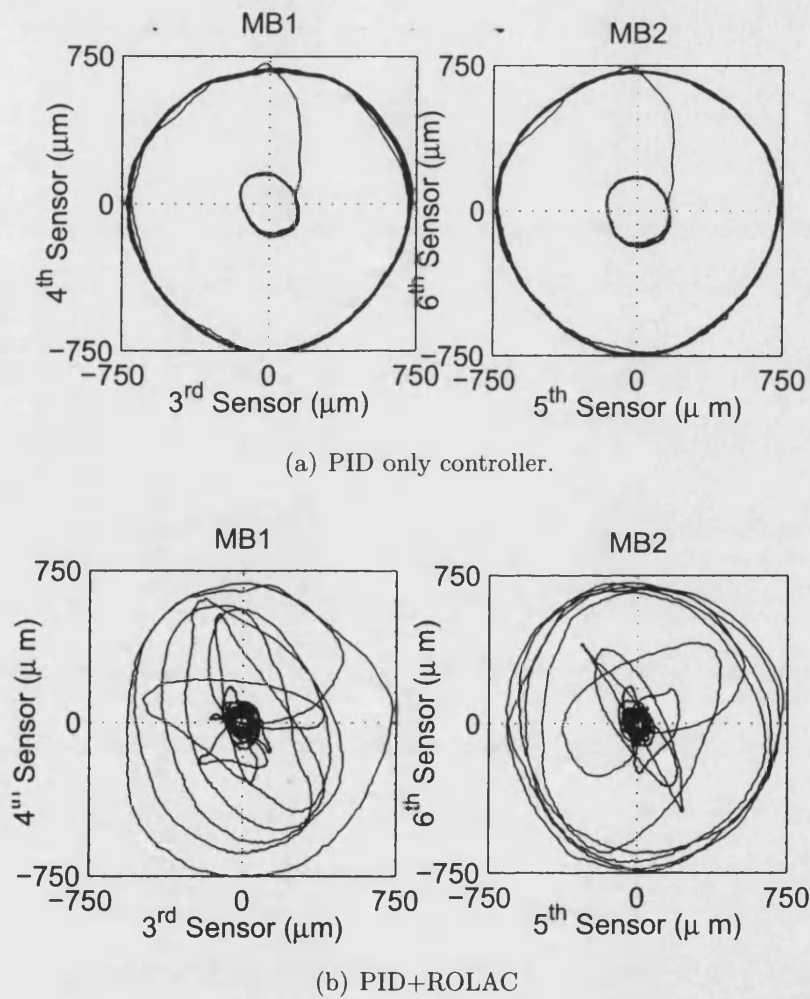 MB1
MB2
750
0
−750
4th Sensor (μm)
−750 0 750
3rd Sensor (μm)
750
0
−750
6th Sensor (μm)
−750 0 750
5th Sensor (μ m)
(a) PID only controller.
MB1
MB2
750
0
−750
4'" Sensor (μ m)
−750 0 750
3rd Sensor (μm)
750
0
−750
6th Sensor (μ m)
−750 0 750
5th Sensor (μ m)
(b) PID+ROLAC